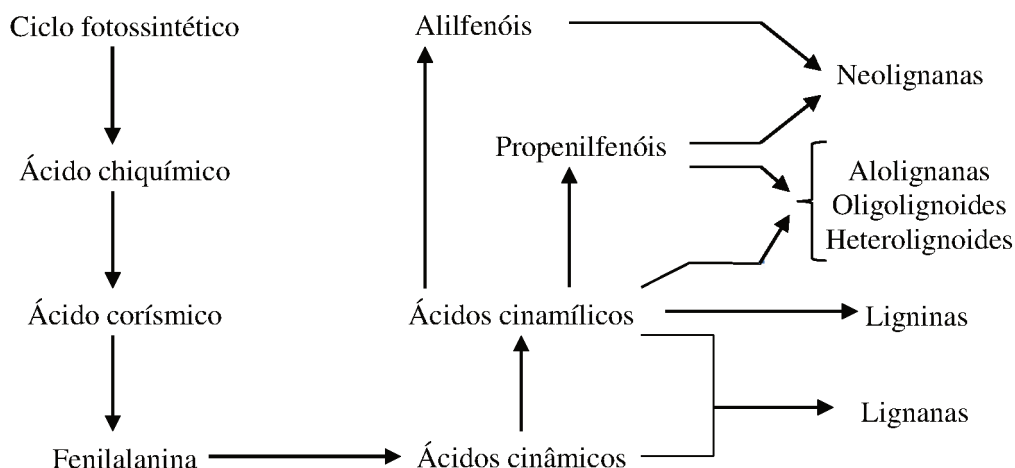 Ciclo fotossintético
Alilfenóis
Neolignanas
Propenilfenóis
Ácido chiquímico
Alolignanas
Oligolignoides
Heterolignoides
Ácido corísmico
Ácidos cinamílicos
Ligninas
Lignanas
Fenilalanina
Ácidos cinâmicos